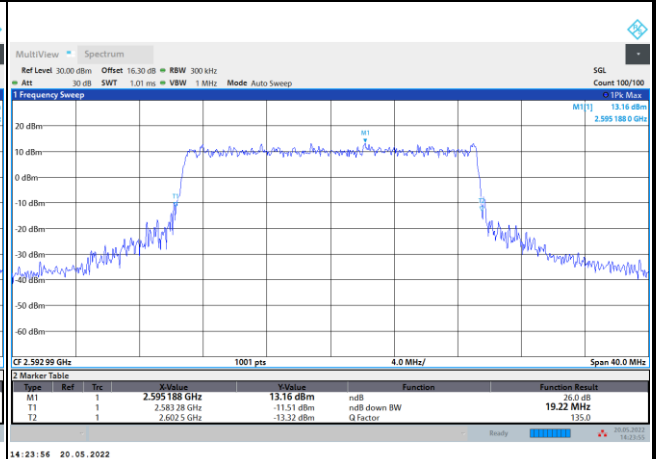 MultiView Spectrum
Ref Level 30.00 dBm Offset 16.30 dB RBW 300 kHz SGL
Att 30 dB SWT 1.01 ms VBW 1 MHz Mode Auto Sweep Count 100/100
1 Frequency Sweep 1Pk Max
M1[1] 13.16 dBm
2.595 188 0 GHz
M1
20 dBm
10 dBm
0 dBm
T1
-10 dBm
-20 dBm
-30 dBm
-40 dBm
-50 dBm
-60 dBm
CF 2.592 99 GHz 1001 pts 4.0 MHz/ Span 40.0 MHz
2 Marker Table
Type Ref Trc X-Value Y-Value Function Function Result
M1 1 2.595 188 GHz 13.16 dBm ndB 26.0 dB
T1 1 2.583 28 GHz -11.51 dBm ndB down BW 19.22 MHz
T2 1 2.602 5 GHz -13.32 dBm Q Factor 135.0
Ready 20.05.2022
14:23:55
14:23:56 20.05.2022